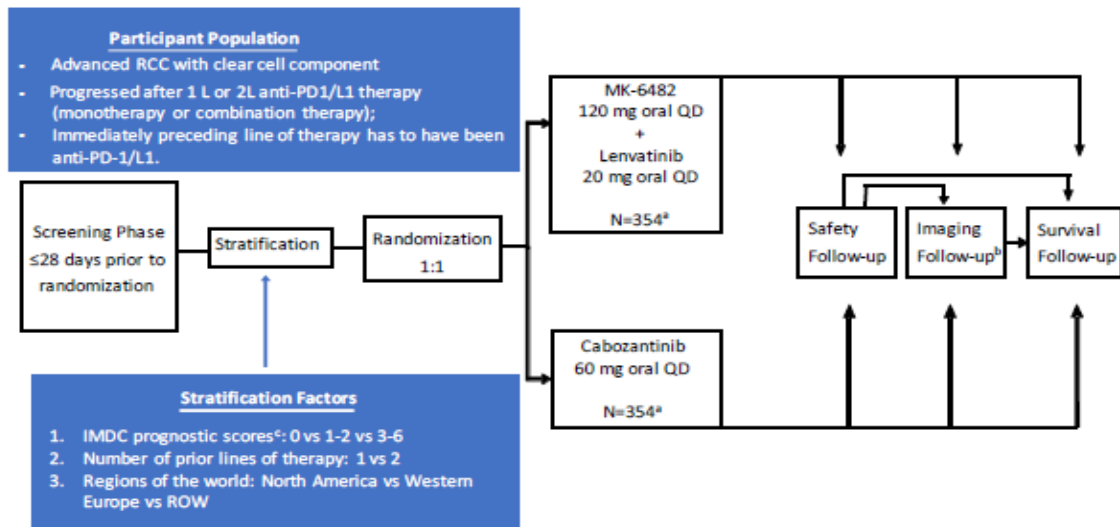 Participant Population
- Advanced RCC with clear cell component
- Progressed after 1 L or 2L anti-PD1/L1 therapy
(monotherapy or combination therapy);
- Immediately preceding line of therapy has to have been
anti-PD-1/L1.
Screening Phase
≤28 days prior to
randomization
Stratification
Randomization
1:1
MK-6482
120 mg oral QD
+
Lenvatinib
20 mg oral QD
N=354ᵃ
Cabozantinib
60 mg oral QD
N=354ᵃ
Safety
Follow-up
Imaging
Follow-upᵇ
Survival
Follow-up
Stratification Factors
1. IMDC prognostic scoresᶜ: 0 vs 1-2 vs 3-6
2. Number of prior lines of therapy: 1 vs 2
3. Regions of the world: North America vs Western
Europe vs ROW